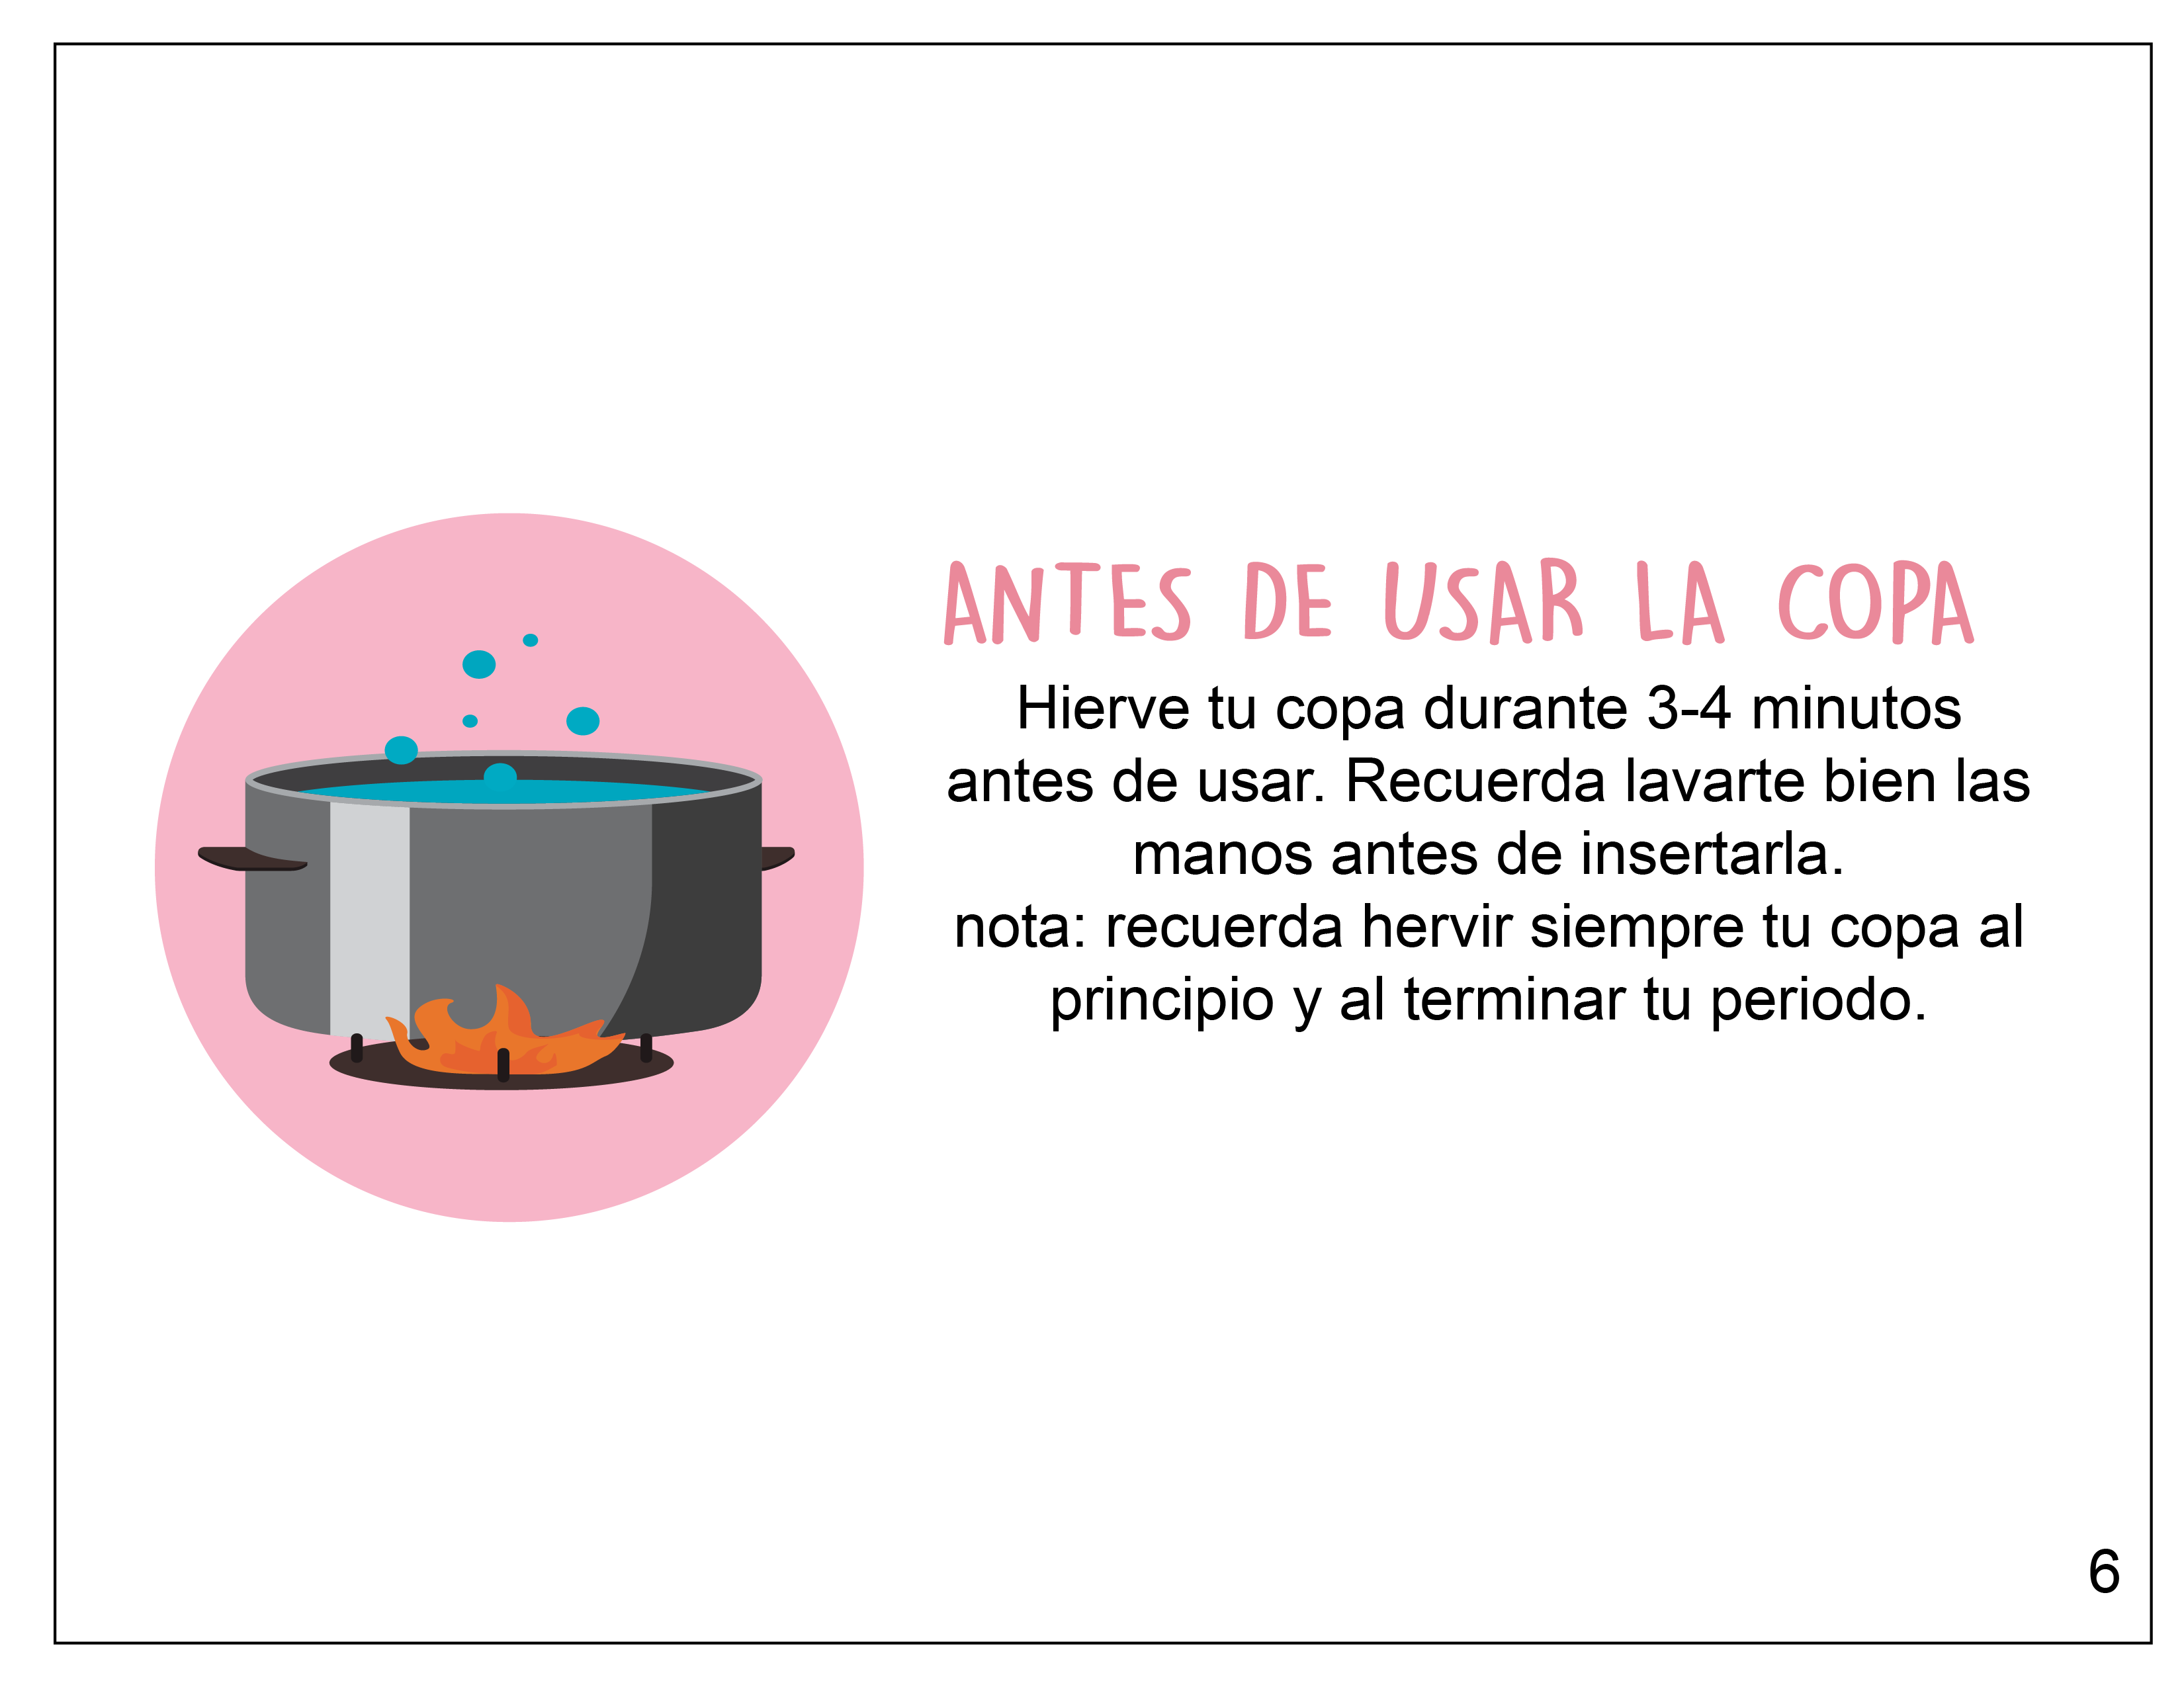 ANTES DE USAR LA COPA
Hierve tu copa durante 3-4 minutos
antes de usar. Recuerda lavarte bien las
manos antes de insertarla.
nota: recuerda hervir siempre tu copa al
principio y al terminar tu periodo.
6